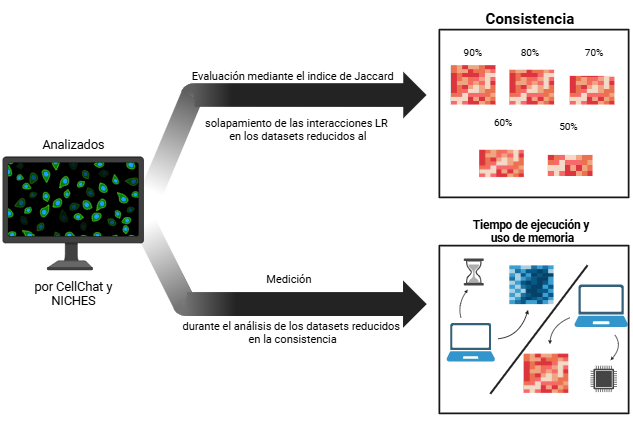 Consistencia
90%
80%
70%
60%
50%
Evaluación mediante el indice de Jaccard
solapamiento de las interacciones LR
en los datasets reducidos al
Analizados
por CellChat y
NICHES
Tiempo de ejecución y
uso de memoria
Medición
durante el análisis de los datasets reducidos
en la consistencia